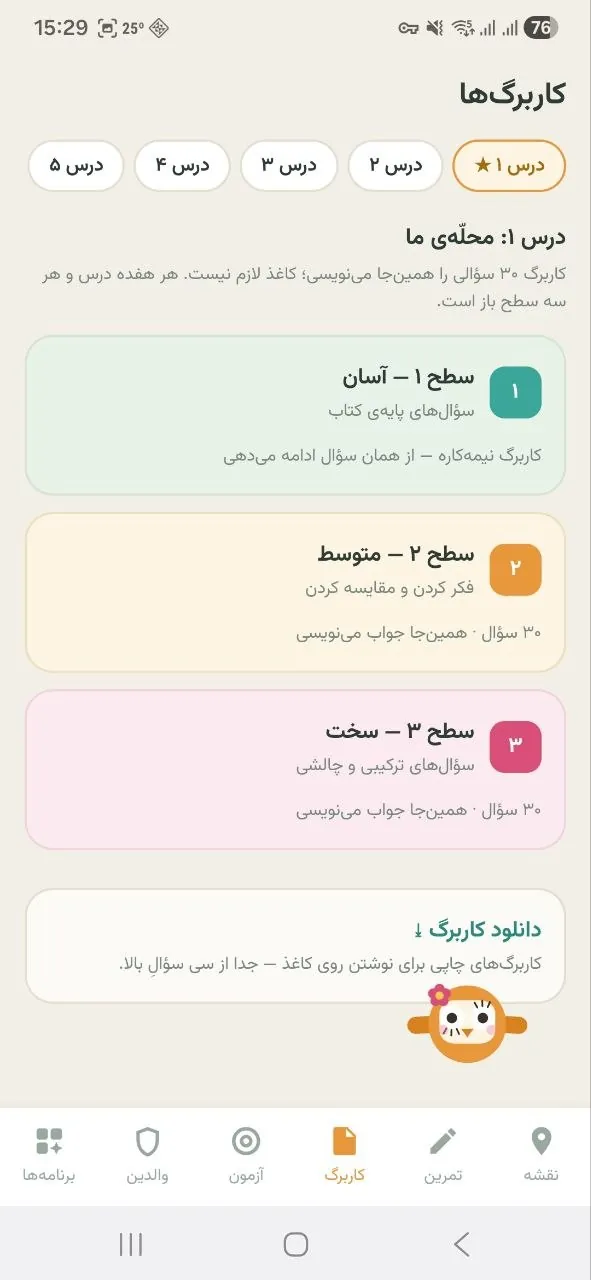 15:29 25° 76
کاربرگ‌ها
درس ۱ ★
درس ۲
درس ۳
درس ۴
درس ۵
درس ۱: محلّه‌ی ما
کاربرگ ۳۰ سؤالی را همین‌جا می‌نویسی؛ کاغذ لازم نیست. هر هفده درس و هر
سه سطح باز است.
۱
سطح ۱ — آسان
سؤال‌های پایه‌ی کتاب
کاربرگ نیمه‌کاره — از همان سؤال ادامه می‌دهی
۲
سطح ۲ — متوسط
فکر کردن و مقایسه کردن
۳۰ سؤال · همین‌جا جواب می‌نویسی
۳
سطح ۳ — سخت
سؤال‌های ترکیبی و چالشی
۳۰ سؤال · همین‌جا جواب می‌نویسی
دانلود کاربرگ ⤓
کاربرگ‌های چاپی برای نوشتن روی کاغذ — جدا از سی سؤالِ بالا.
نقشه
تمرین
کاربرگ
آزمون
والدین
برنامه‌ها